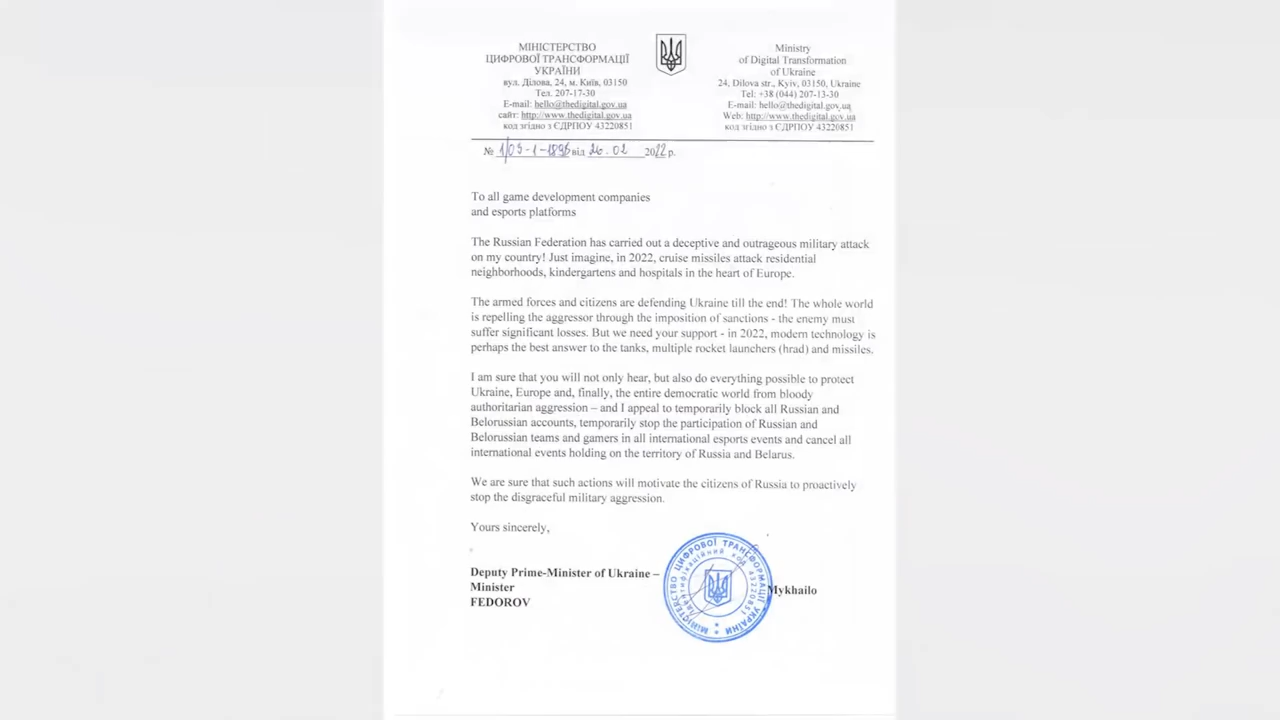 МІНІСТЕРСТВО
ЦИФРОВОЇ ТРАНСФОРМАЦІЇ
УКРАЇНИ
вул. Ділова, 24, м. Київ, 03150
Тел. 207-17-30
E-mail: hello@thedigital.gov.ua
сайт: http://www.thedigital.gov.ua
код згідно з ЄДРПОУ 43220851
Ministry
of Digital Transformation
of Ukraine
24, Dilova str., Kyiv, 03150, Ukraine
Tel: +38 (044) 207-13-30
E-mail: hello@thedigital.gov.ua
Web: http://www.thedigital.gov.ua
код згідно з ЄДРПОУ 43220851
№ від 26.02 2022 р.
To all game development companies
and esports platforms
The Russian Federation has carried out a deceptive and outrageous military attack
on my country! Just imagine, in 2022, cruise missiles attack residential
neighborhoods, kindergartens and hospitals in the heart of Europe.
The armed forces and citizens are defending Ukraine till the end! The whole world
is repelling the aggressor through the imposition of sanctions - the enemy must
suffer significant losses. But we need your support - in 2022, modern technology is
perhaps the best answer to the tanks, multiple rocket launchers (hrad) and missiles.
I am sure that you will not only hear, but also do everything possible to protect
Ukraine, Europe and, finally, the entire democratic world from bloody
authoritarian aggression – and I appeal to temporarily block all Russian and
Belorussian accounts, temporarily stop the participation of Russian and
Belorussian teams and gamers in all international esports events and cancel all
international events holding on the territory of Russia and Belarus.
We are sure that such actions will motivate the citizens of Russia to proactively
stop the disgraceful military aggression.
Yours sincerely,
Deputy Prime-Minister of Ukraine –
Minister Mykhailo
FEDOROV
МІНІСТЕРСТВО ЦИФРОВОЇ ТРАНСФОРМАЦІЇ УКРАЇНИ
Ідентифікаційний код 43220851